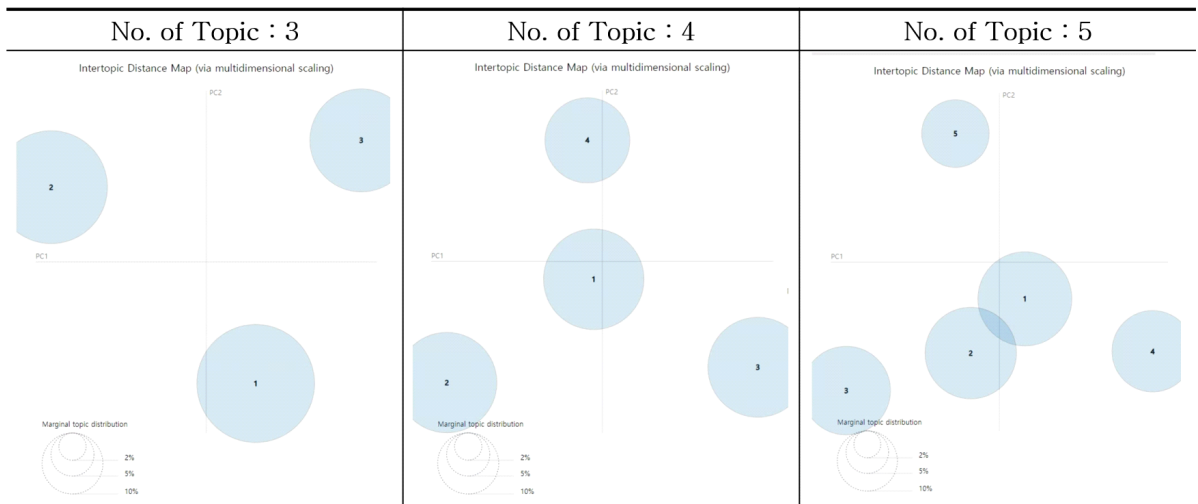 No. of Topic : 3
No. of Topic : 4
No. of Topic : 5
Intertopic Distance Map (via multidimensional scaling)
PC2
3
2
PC1
1
Marginal topic distribution
2%
5%
10%
Intertopic Distance Map (via multidimensional scaling)
PC2
4
PC1
1
3
2
Marginal topic distribution
2%
5%
10%
Intertopic Distance Map (via multidimensional scaling)
PC2
5
PC1
1
2
4
3
Marginal topic distribution
2%
5%
10%